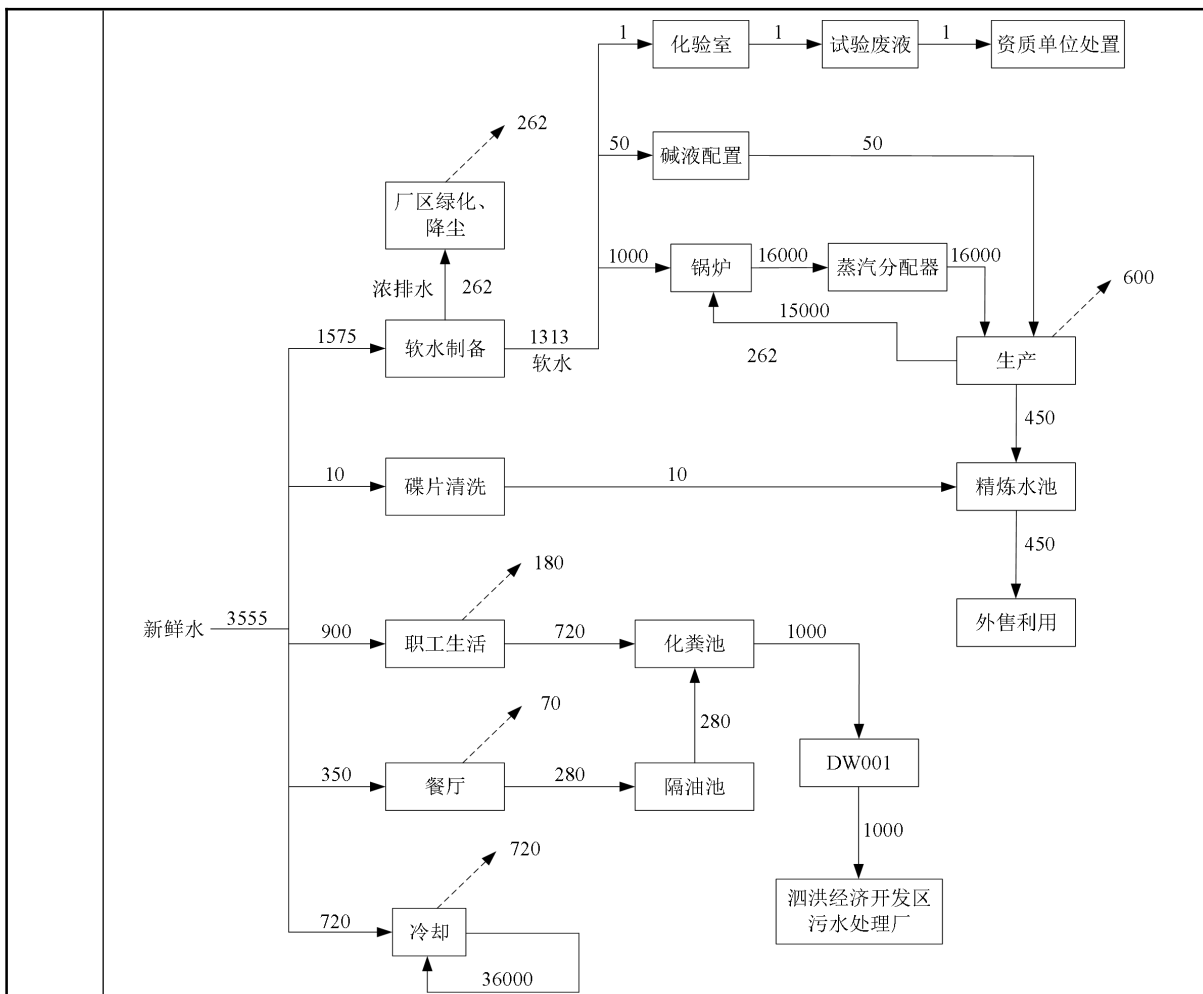 1
化验室
1
试验废液
1
资质单位处置
262
50
碱液配置
50
厂区绿化、
降尘
1000
锅炉
16000
蒸汽分配器
16000
600
浓排水
262
15000
1575
软水制备
1313
软水
262
生产
450
10
碟片清洗
10
精炼水池
450
180
新鲜水
3555
900
职工生活
720
化粪池
1000
外售利用
70
280
350
餐厅
280
隔油池
DW001
720
1000
720
冷却
泗洪经济开发区
污水处理厂
36000